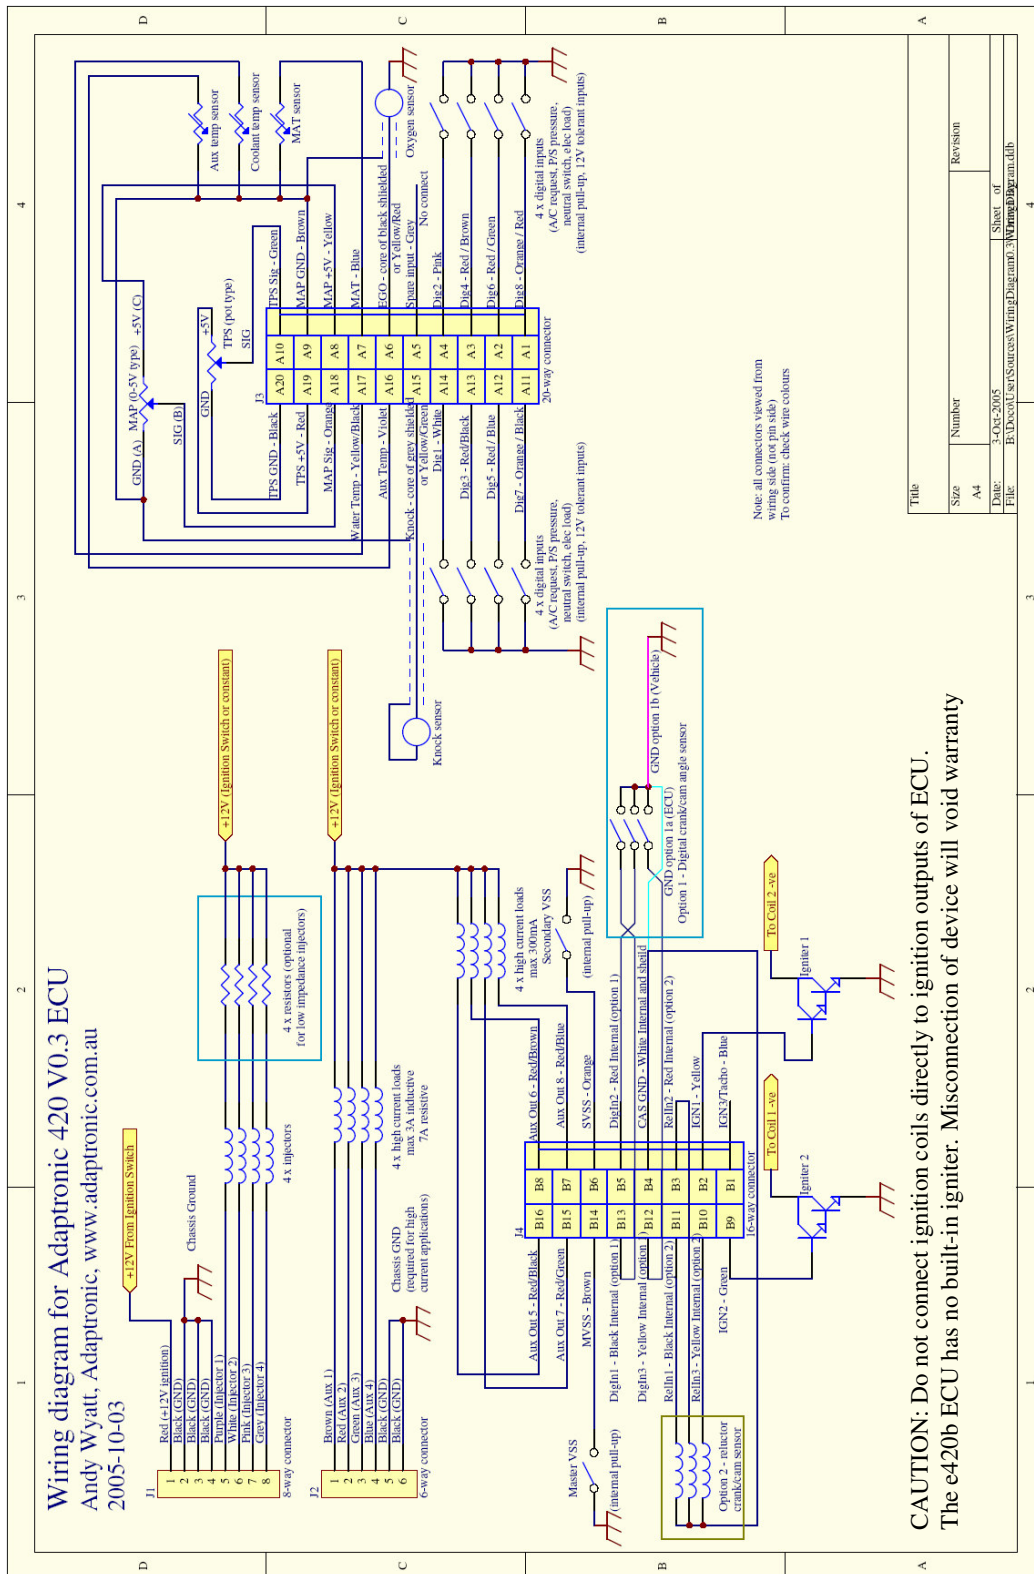 Wiring diagram for Adaptronic 420 V0.3 ECU
Andy Wyatt, Adaptronic, www.adaptronic.com.au
2005-10-03
+12V From Ignition Switch
Chassis Ground
J1
1
2
3
4
5
6
7
8
Red (+12V ignition)
Black (GND)
Black (GND)
Black (GND)
Purple (Injector 1)
White (Injector 2)
Pink (Injector 3)
Grey (Injector 4)
8-way connector
4 x injectors
4 x resistors (optional
for low impedance injectors)
+12V (Ignition Switch or constant)
J2
1
2
3
4
5
6
Brown (Aux 1)
Red (Aux 2)
Green (Aux 3)
Blue (Aux 4)
Black (GND)
Black (GND)
6-way connector
Chassis GND
(required for high
current applications)
4 x high current loads
max 3A inductive
7A resistive
+12V (Ignition Switch or constant)
4 x high current loads
max 300mA
Secondary VSS
(internal pull-up)
Master VSS
(internal pull-up)
J4
B16 B8
B15 B7
B14 B6
B13 B5
B12 B4
B11 B3
B10 B2
B9 B1
16-way connector
Aux Out 5 - Red/Black
Aux Out 7 - Red/Green
MVSS - Brown
DigIn1 - Black Internal (option 1)
DigIn3 - Yellow Internal (option 1)
RelIn1 - Black Internal (option 2)
RelIn3 - Yellow Internal (option 2)
IGN2 - Green
Aux Out 6 - Red/Brown
Aux Out 8 - Red/Blue
SVSS - Orange
DigIn2 - Red Internal (option 1)
CAS GND - White Internal and sheild
RelIn2 - Red Internal (option 2)
IGN1 - Yellow
IGN3/Tacho - Blue
Option 2 - reluctor
crank/cam sensor
GND option 1a (ECU)
Option 1 - Digital crank/cam angle sensor
GND option 1b (Vehicle)
To Coil 1 -ve
Igniter 2
To Coil 2 -ve
Igniter 1
GND (A)
MAP (0-5V type)
+5V (C)
SIG (B)
GND
+5V
TPS (pot type)
SIG
Aux temp sensor
Coolant temp sensor
MAT sensor
J3
A20 A10
A19 A9
A18 A8
A17 A7
A16 A6
A15 A5
A14 A4
A13 A3
A12 A2
A11 A1
20-way connector
TPS GND - Black
TPS +5V - Red
MAP Sig - Orange
Water Temp - Yellow/Black
Aux Temp - Violet
Knock - core of grey shielded
or Yellow/Green
Dig1 - White
Dig3 - Red/Black
Dig5 - Red / Blue
Dig7 - Orange / Black
TPS Sig - Green
MAP GND - Brown
MAP +5V - Yellow
MAT - Blue
EGO - core of black shielded
or Yellow/Red
Spare input - Grey
No connect
Dig2 - Pink
Dig4 - Red / Brown
Dig6 - Red / Green
Dig8 - Orange / Red
Knock sensor
Oxygen sensor
4 x digital inputs
(A/C request, P/S pressure,
neutral switch, elec load)
(internal pull-up, 12V tolerant inputs)
4 x digital inputs
(A/C request, P/S pressure,
neutral switch, elec load)
(internal pull-up, 12V tolerant inputs)
Note: all connectors viewed from
wiring side (not pin side)
To confirm: check wire colours
CAUTION: Do not connect ignition coils directly to ignition outputs of ECU.
The e420b ECU has no built-in igniter. Misconnection of device will void warranty
Title
Size
A4
Number
Revision
Date:
3-Oct-2005
Sheet of
File:
1
2
3
4
1
2
3
4
D
C
B
A
D
C
B
A